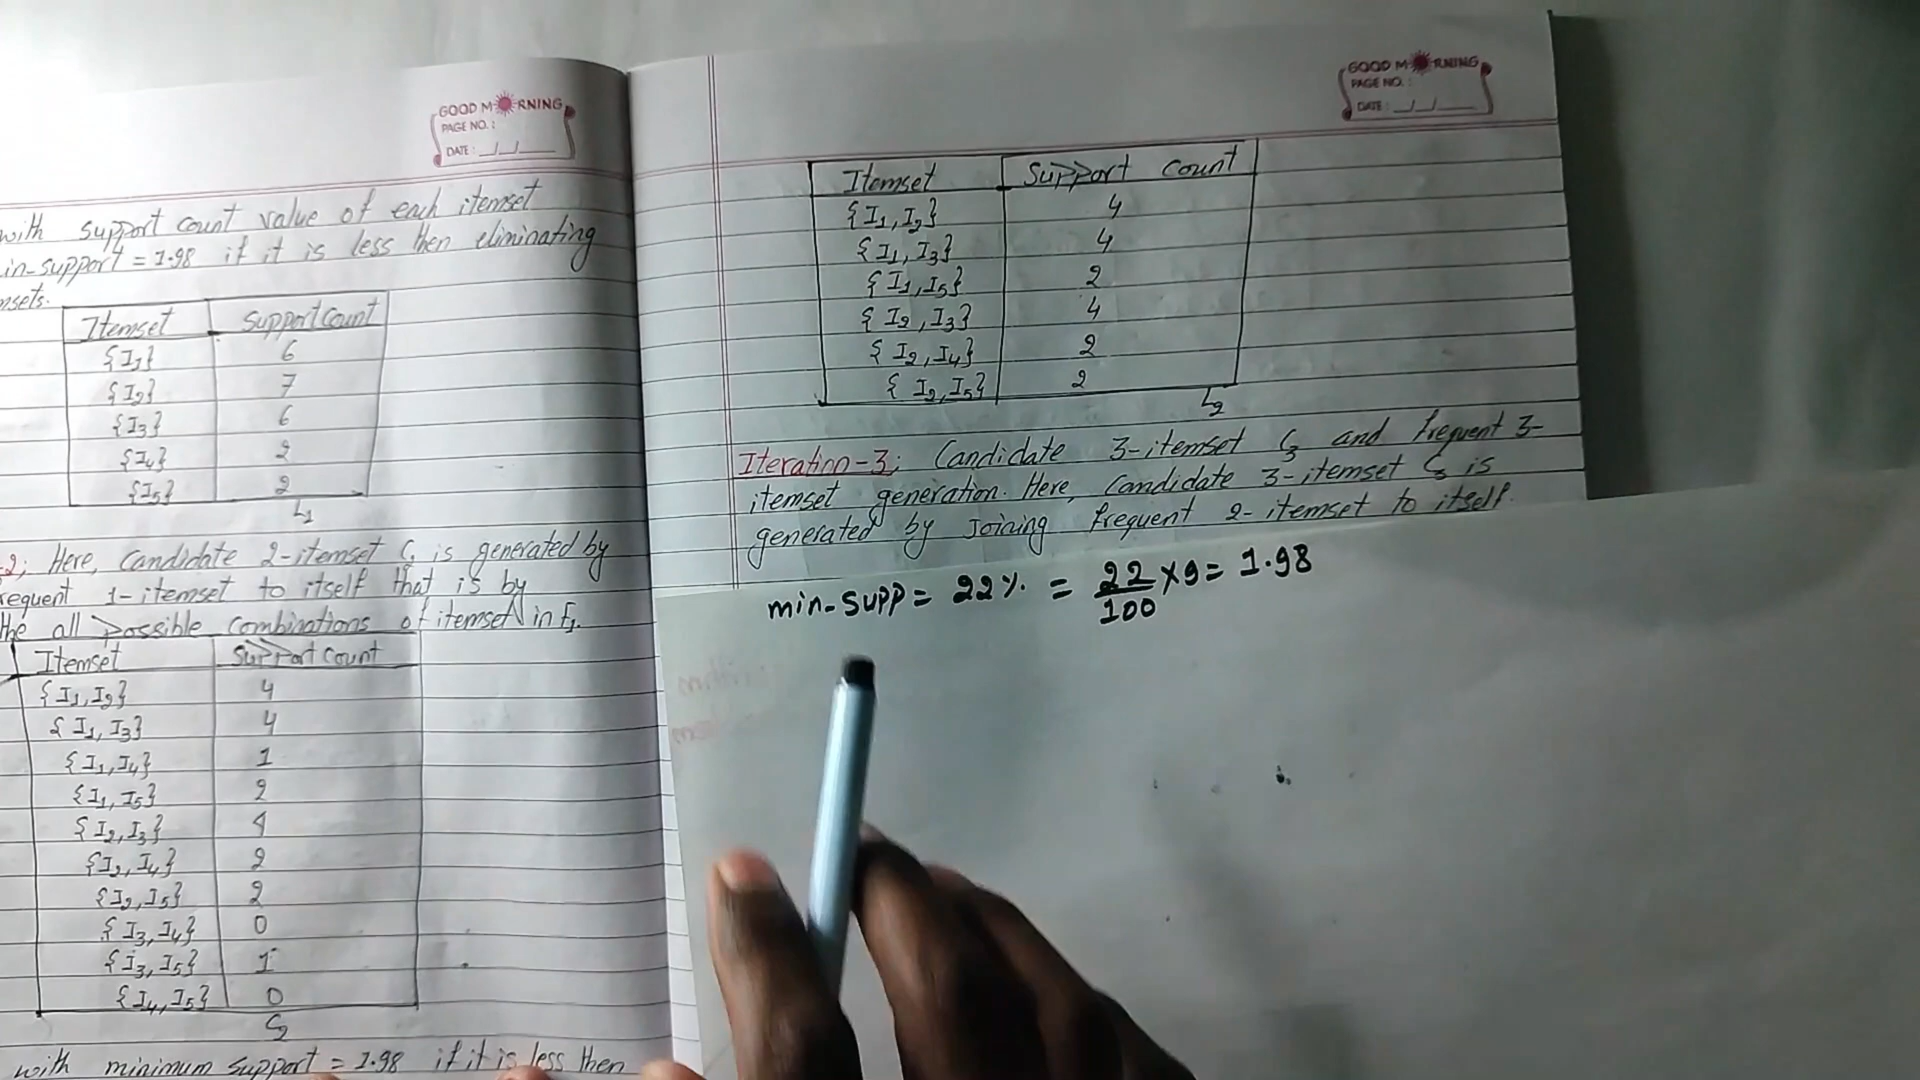 GOOD MORNING
PAGE NO.:
DATE: __/__/____
with support count value of each itemset
in-support = 1.98 if it is less then eliminating
msets.
Itemset Support Count
{I1} 6
{I2} 7
{I3} 6
{I4} 2
{I5} 2
L1
2; Here, Candidate 2-itemset C2 is generated by
requent 1-itemset to itself that is by
the all possible combinations of itemset in F1.
Itemset Support Count
{I1, I2} 4
{I1, I3} 4
{I1, I4} 1
{I1, I5} 2
{I2, I3} 4
{I2, I4} 2
{I2, I5} 2
{I3, I4} 0
{I3, I5} 1
{I4, I5} 0
C2
with minimum support = 1.98 if it is less then
GOOD MORNING
PAGE NO.:
DATE: __/__/____
Itemset Support Count
{I1, I2} 4
{I1, I3} 4
{I1, I5} 2
{I2, I3} 4
{I2, I4} 2
{I2, I5} 2
L2
Iteration-3; Candidate 3-itemset C3 and frequent 3-
itemset generation. Here, Candidate 3-itemset C3 is
generated by Joining frequent 2-itemset to itself.
min-supp = 22% = 22/100 × 9 = 1.98